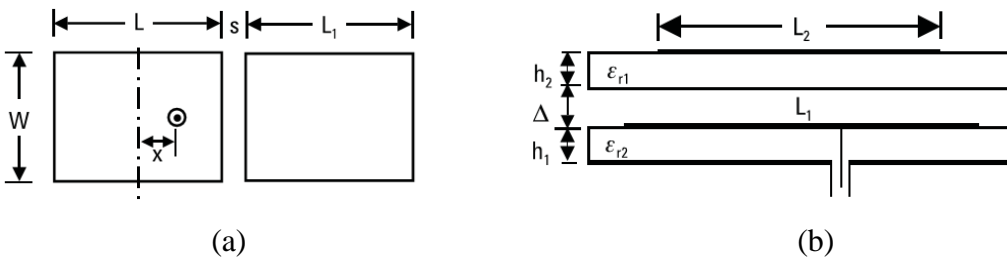 L
s
L₁
W
x
(a)
L₂
h₂
εr1
Δ
L₁
h₁
εr2
(b)